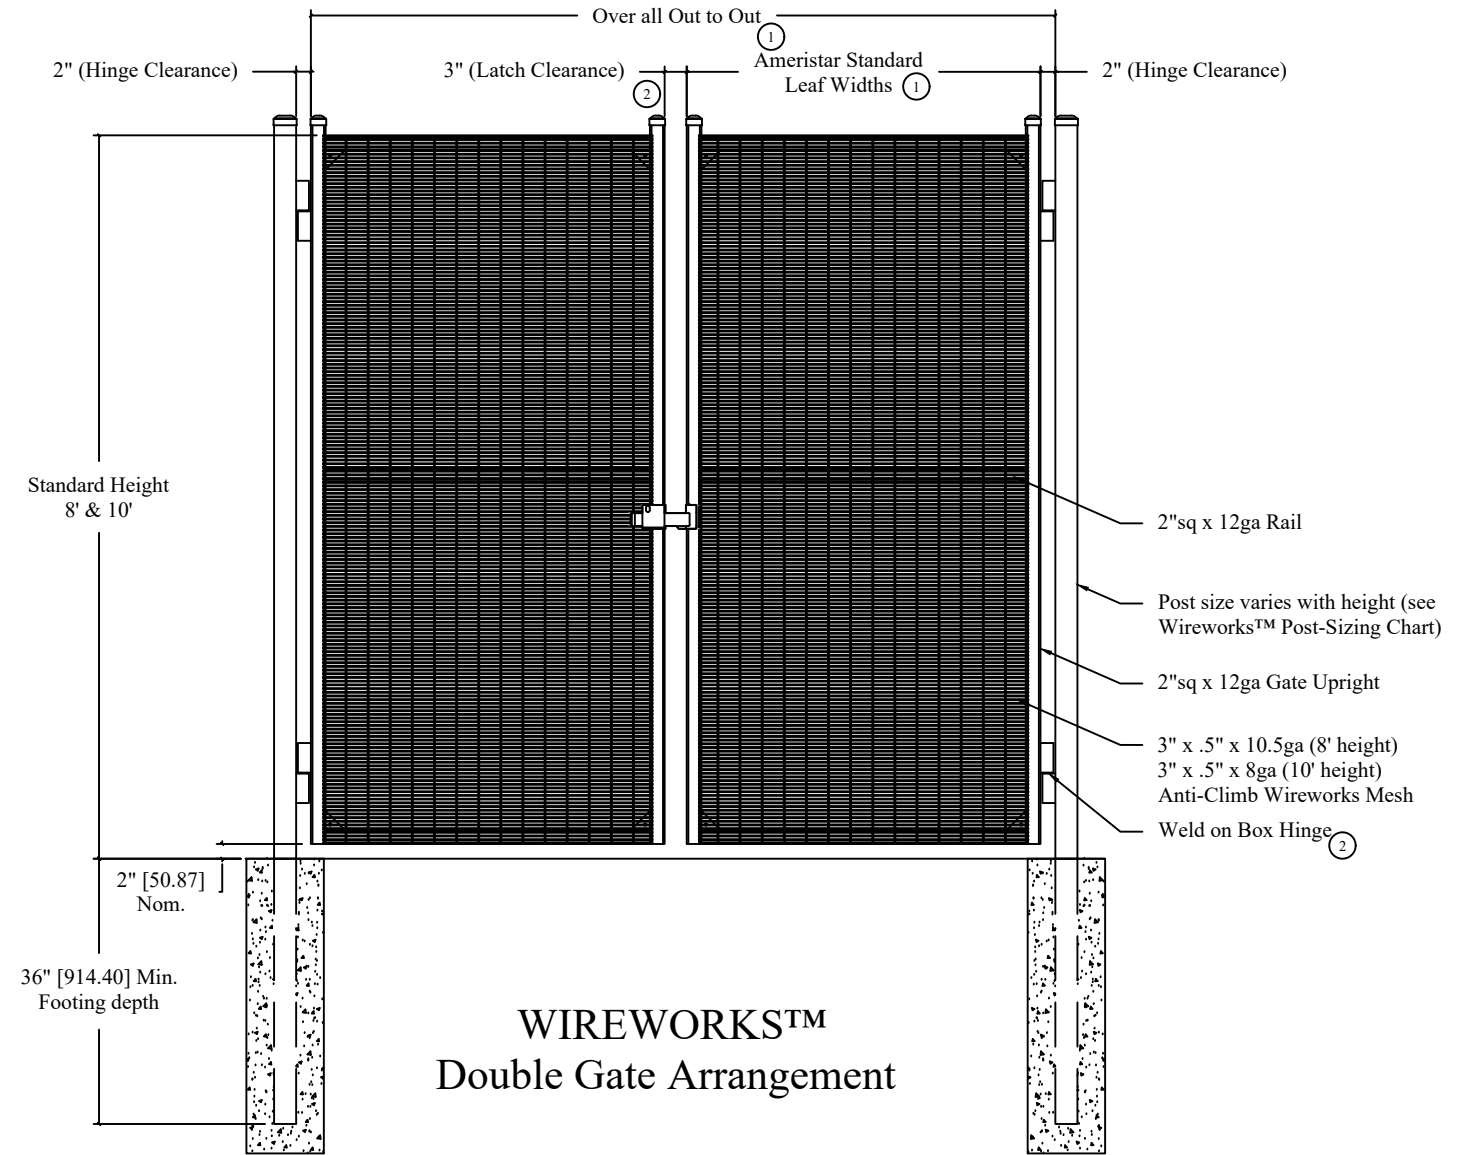 Over all Out to Out
1
2" (Hinge Clearance)
3" (Latch Clearance)
2
Ameristar Standard
Leaf Widths 1
2" (Hinge Clearance)
Standard Height
8' & 10'
2"sq x 12ga Rail
Post size varies with height (see
Wireworks™ Post-Sizing Chart)
2"sq x 12ga Gate Upright
3" x .5" x 10.5ga (8' height)
3" x .5" x 8ga (10' height)
Anti-Climb Wireworks Mesh
Weld on Box Hinge
2
2" [50.87]
Nom.
36" [914.40] Min.
Footing depth
WIREWORKS™
Double Gate Arrangement